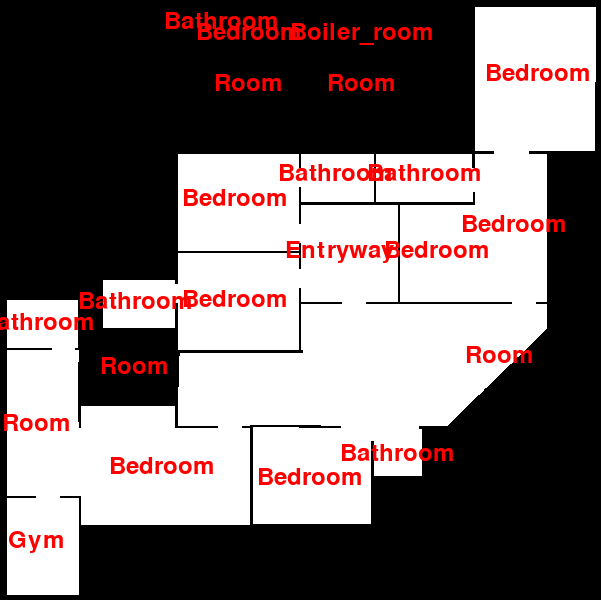 Bathroom
Bedroom Boiler_room
Bedroom
Room Room
Bathroom Bathroom
Bedroom
Bedroom
Entryway Bedroom
Bathroom Bedroom
athroom
Room
Room
Room
Bathroom
Bedroom
Bedroom
Gym